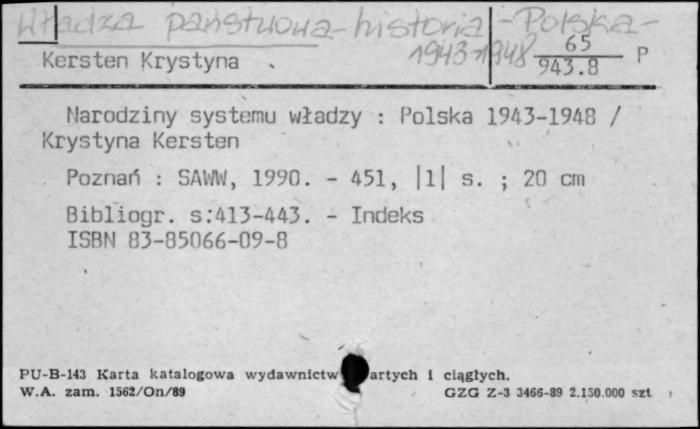 Władza państwowa - historia - Polska -
1943-1948
65
943.8 P
Kersten Krystyna
Narodziny systemu władzy : Polska 1943-1948 /
Krystyna Kersten
Poznań : SAWW, 1990. - 451, |1| s. ; 20 cm
Bibliogr. s.413-443. - Indeks
ISBN 83-85066-09-8
PU-B-143 Karta katalogowa wydawnictw artych i ciągłych.
W.A. zam. 1562/On/89 GZG Z-3 3466-89 2.150.000 szt